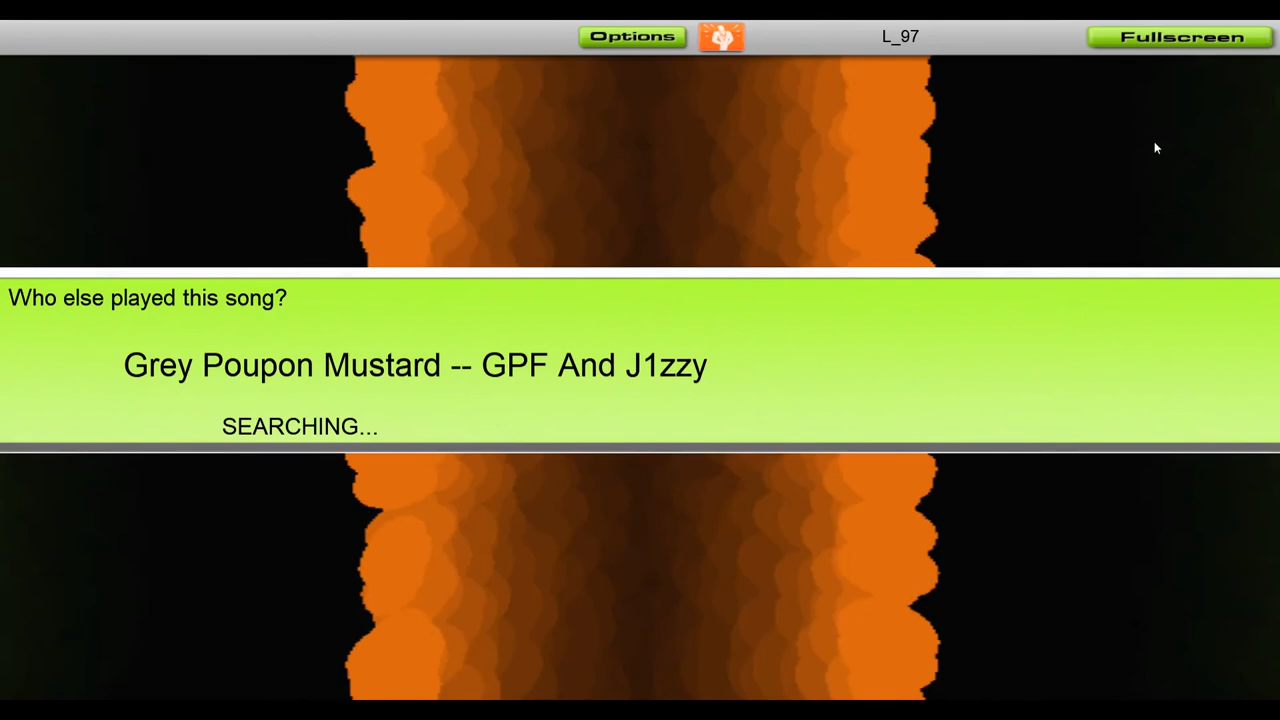 Options
L_97
Fullscreen
Who else played this song?
Grey Poupon Mustard -- GPF And J1zzy
SEARCHING...